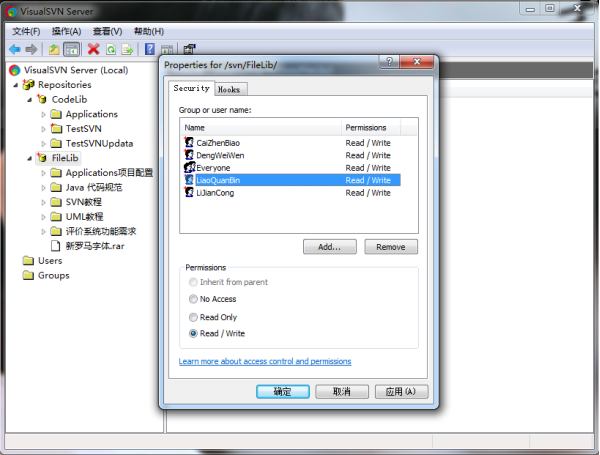 VisualSVN Server
文件(F) 操作(A) 查看(V) 帮助(H)
VisualSVN Server (Local)
Repositories
CodeLib
Applications
TestSVN
TestSVNUpdata
FileLib
Applications项目配置
Java 代码规范
SVN教程
UML教程
评价系统功能需求
新罗马字体.rar
Users
Groups
Properties for /svn/FileLib/
Security Hooks
Group or user name:
Name Permissions
CaiZhenBiao Read / Write
DengWeiWen Read / Write
Everyone Read / Write
LiaoQuanBin Read / Write
LiJianCong Read / Write
Add... Remove
Permissions
Inherit from parent
No Access
Read Only
Read / Write
Learn more about access control and permissions
确定 取消 应用(A)